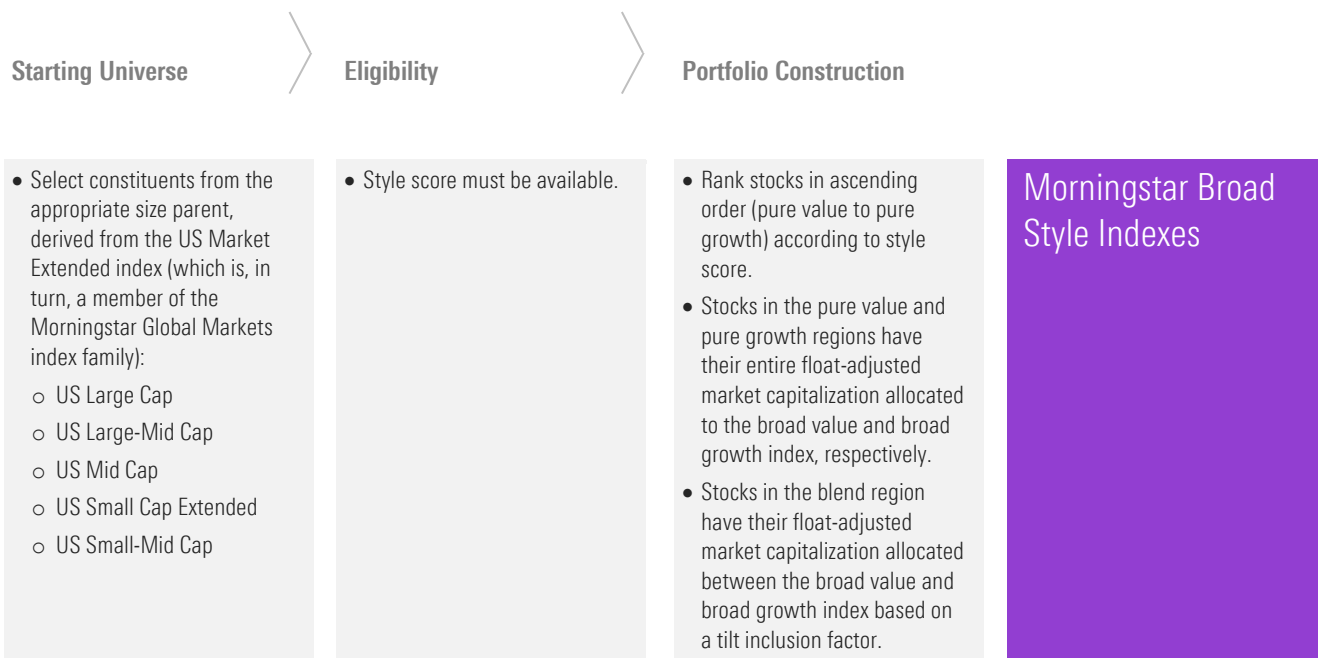 Starting Universe
Eligibility
Portfolio Construction
• Select constituents from the
appropriate size parent,
derived from the US Market
Extended index (which is, in
turn, a member of the
Morningstar Global Markets
index family):
o US Large Cap
o US Large-Mid Cap
o US Mid Cap
o US Small Cap Extended
o US Small-Mid Cap
• Style score must be available.
• Rank stocks in ascending
order (pure value to pure
growth) according to style
score.
• Stocks in the pure value and
pure growth regions have
their entire float-adjusted
market capitalization allocated
to the broad value and broad
growth index, respectively.
• Stocks in the blend region
have their float-adjusted
market capitalization allocated
between the broad value and
broad growth index based on
a tilt inclusion factor.
Morningstar Broad
Style Indexes